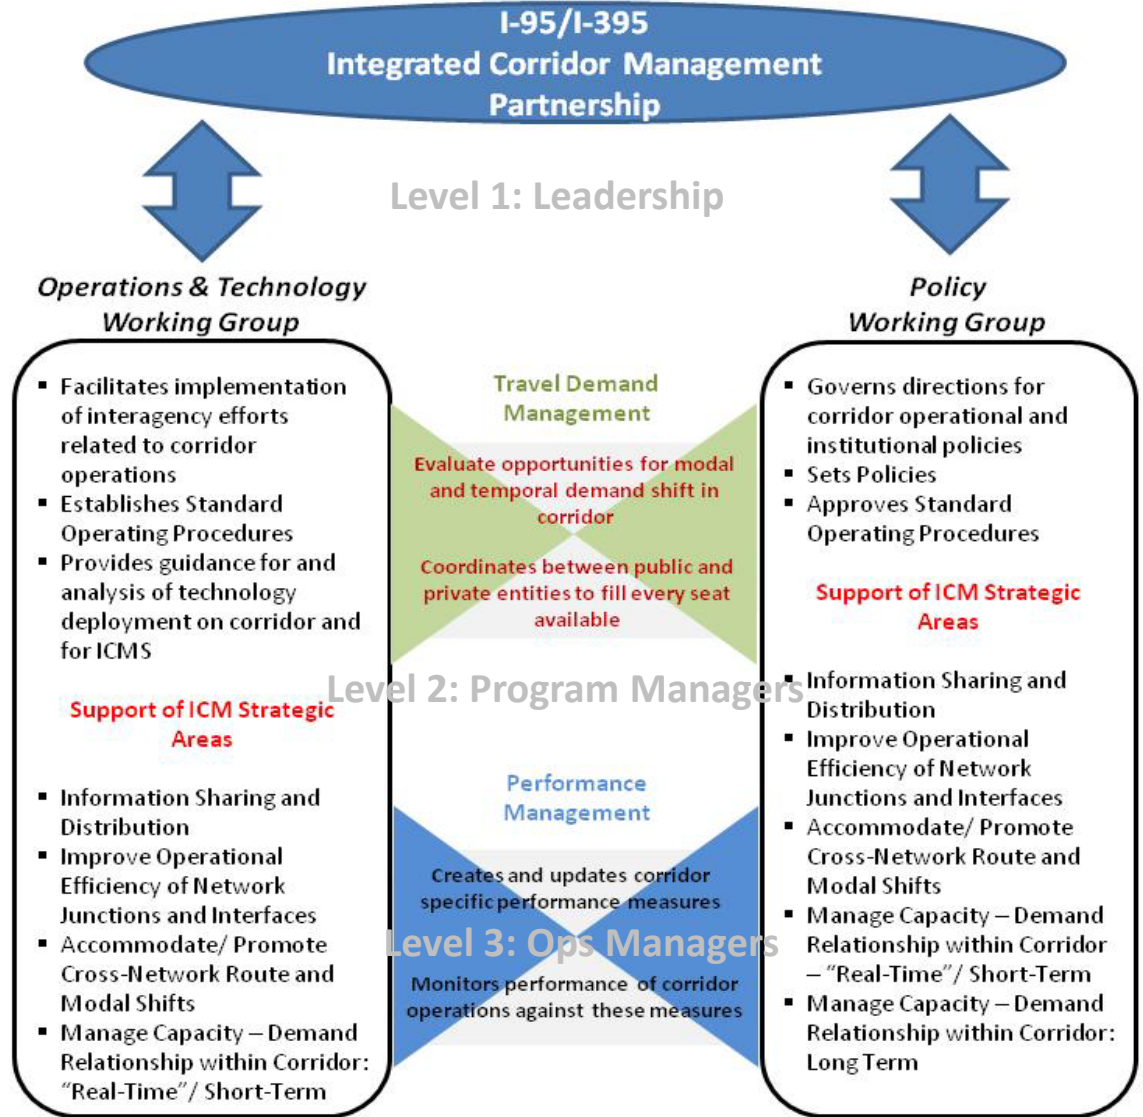 I-95/I-395
Integrated Corridor Management
Partnership
Level 1: Leadership
Operations & Technology
Working Group
▪ Facilitates implementation
of interagency efforts
related to corridor
operations
▪ Establishes Standard
Operating Procedures
▪ Provides guidance for and
analysis of technology
deployment on corridor and
for ICMS
Support of ICM Strategic
Areas
▪ Information Sharing and
Distribution
▪ Improve Operational
Efficiency of Network
Junctions and Interfaces
▪ Accommodate/ Promote
Cross-Network Route and
Modal Shifts
▪ Manage Capacity – Demand
Relationship within Corridor:
“Real-Time”/ Short-Term
Travel Demand
Management
Evaluate opportunities for modal
and temporal demand shift in
corridor
Coordinates between public and
private entities to fill every seat
available
Level 2: Program Managers
Performance
Management
Creates and updates corridor
specific performance measures
Level 3: Ops Managers
Monitors performance of corridor
operations against these measures
Policy
Working Group
▪ Governs directions for
corridor operational and
institutional policies
▪ Sets Policies
▪ Approves Standard
Operating Procedures
Support of ICM Strategic
Areas
▪ Information Sharing and
Distribution
▪ Improve Operational
Efficiency of Network
Junctions and Interfaces
▪ Accommodate/ Promote
Cross-Network Route and
Modal Shifts
▪ Manage Capacity – Demand
Relationship within Corridor
– “Real-Time”/ Short-Term
▪ Manage Capacity – Demand
Relationship within Corridor:
Long Term